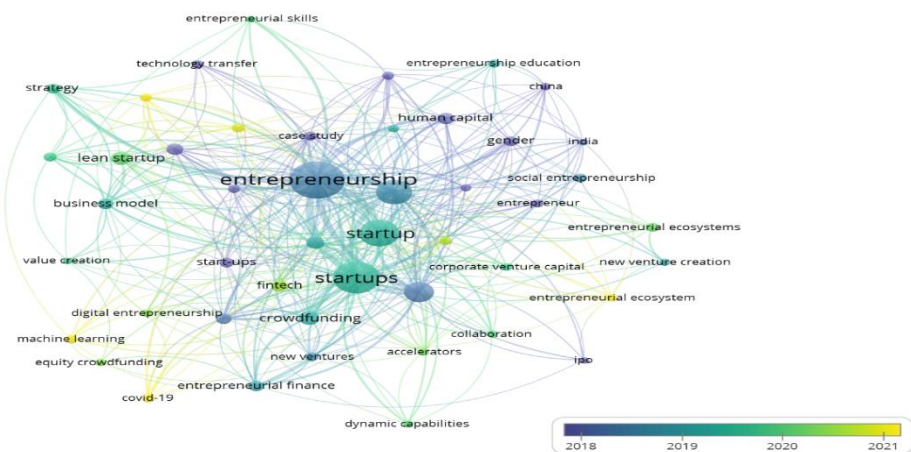 entrepreneurial skills
technology transfer
entrepreneurship education
strategy
china
human capital
case study
gender
india
lean startup
entrepreneurship
social entrepreneurship
business model
entrepreneur
startup
entrepreneurial ecosystems
value creation
start-ups
corporate venture capital
new venture creation
startups
fintech
entrepreneurial ecosystem
digital entrepreneurship
crowdfunding
machine learning
collaboration
equity crowdfunding
new ventures
accelerators
ipo
covid-19
entrepreneurial finance
dynamic capabilities
2018 2019 2020 2021